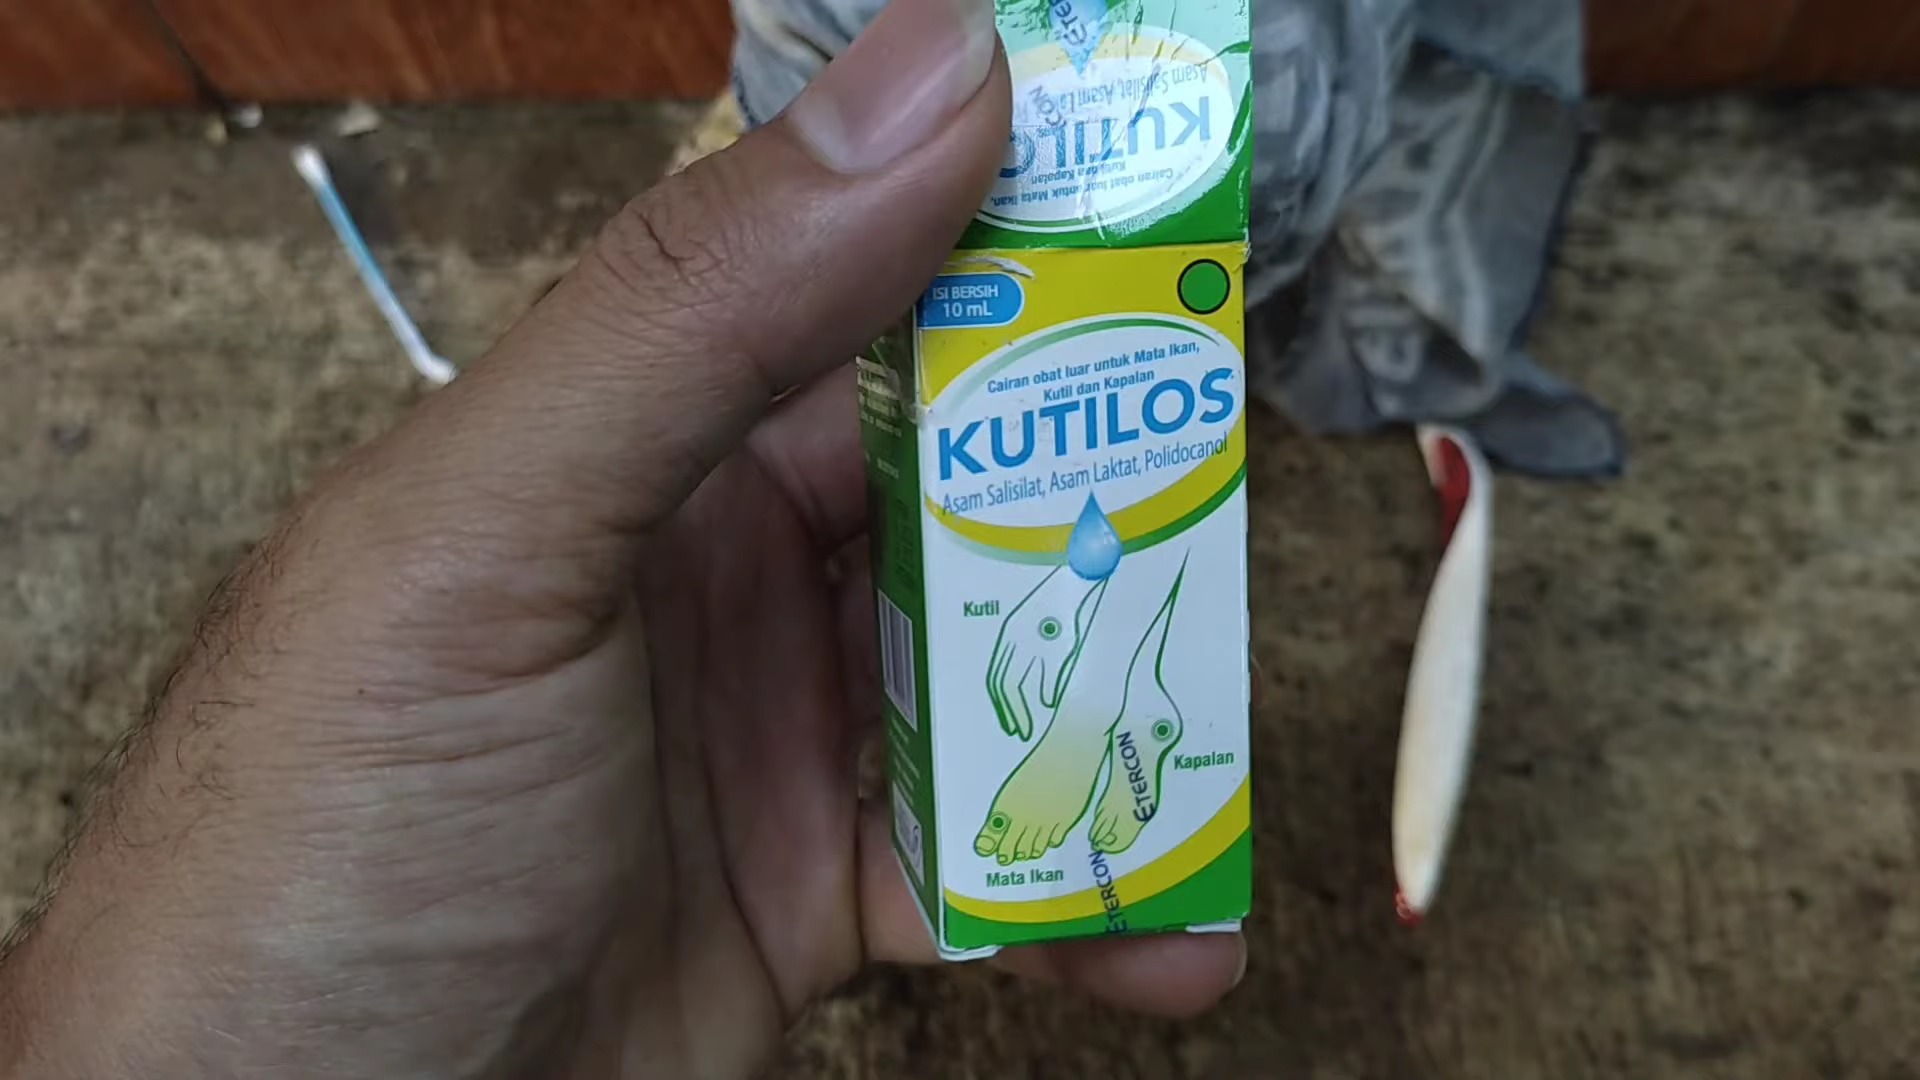 KUTILOS
Asam Salisilat, Asam
Cairan obat luar untuk Mata Ikan,
Kutil dan Kapalan
ISI BERSIH
10 mL
Cairan obat luar untuk Mata Ikan,
Kutil dan Kapalan
KUTILOS
Asam Salisilat, Asam Laktat, Polidocanol
Kutil
Kapalan
Mata Ikan
ETERCON
ETERCON